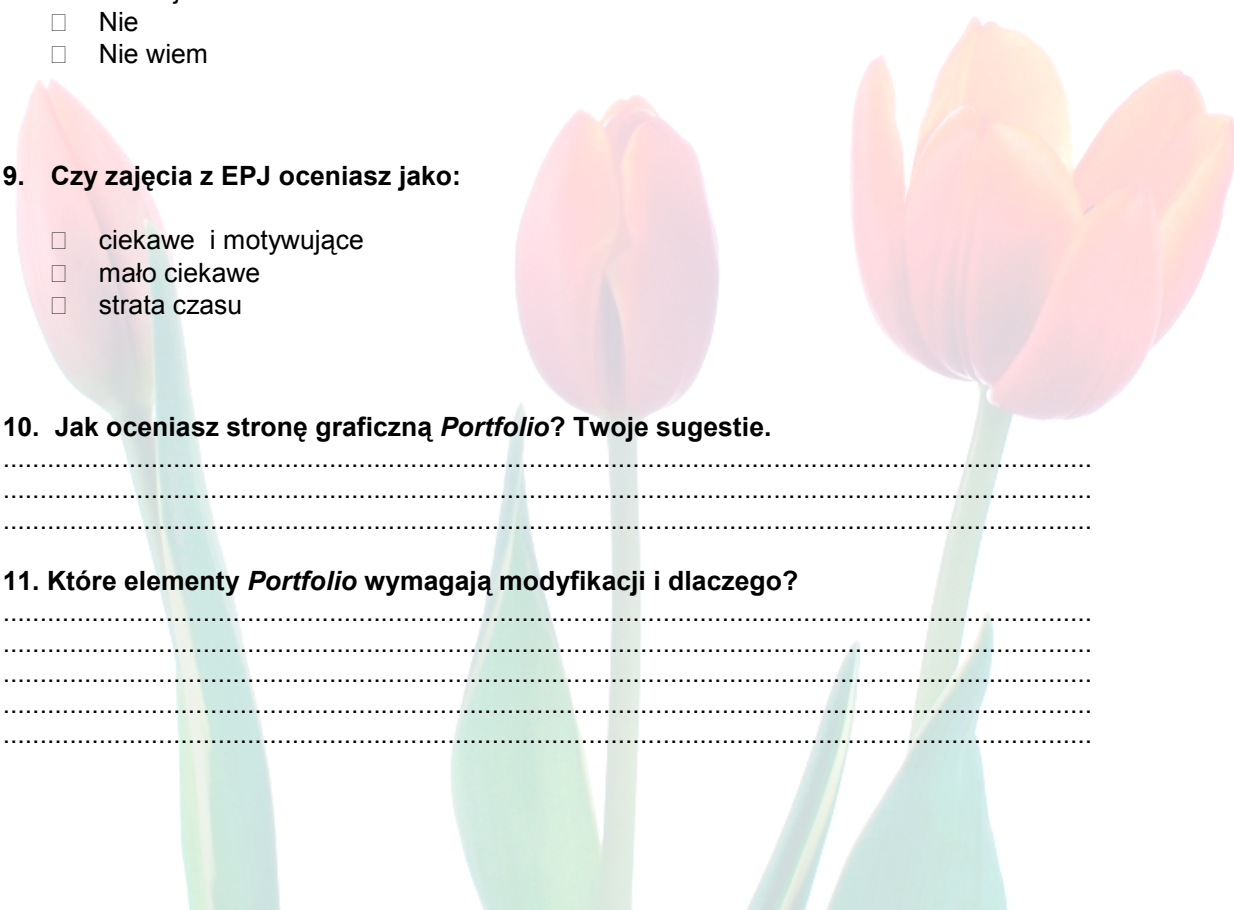 ☐ Nie
☐ Nie wiem
9. Czy zajęcia z EPJ oceniasz jako:
☐ ciekawe i motywujące
☐ mało ciekawe
☐ strata czasu
10. Jak oceniasz stronę graficzną Portfolio? Twoje sugestie.
....................................................................................................................................................
....................................................................................................................................................
....................................................................................................................................................
11. Które elementy Portfolio wymagają modyfikacji i dlaczego?
....................................................................................................................................................
....................................................................................................................................................
....................................................................................................................................................
....................................................................................................................................................
....................................................................................................................................................